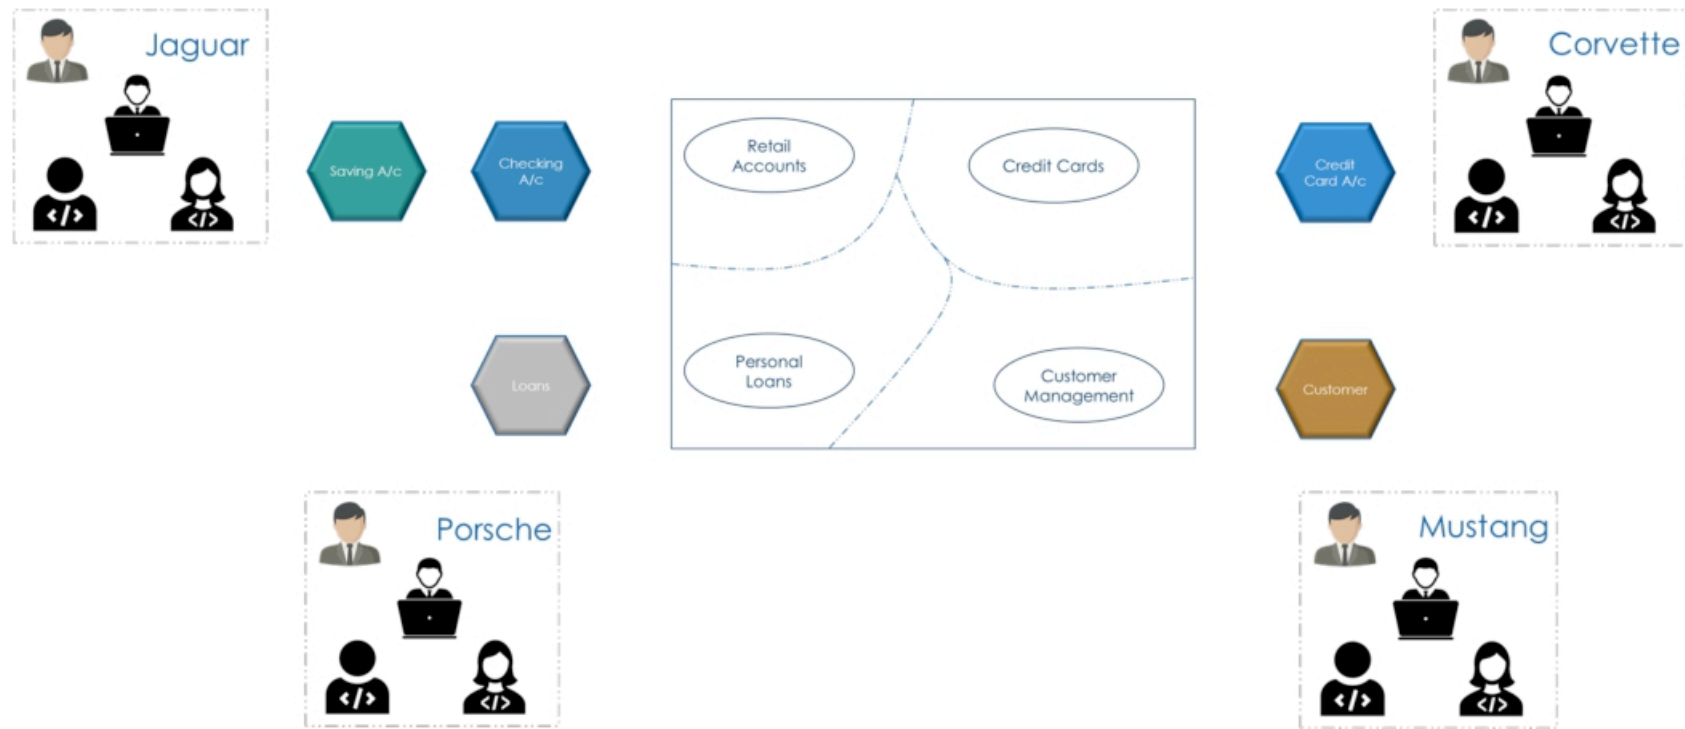 Jaguar
Corvette
Saving A/c
Checking
A/c
Retail
Accounts
Credit Cards
Credit
Card A/c
Loans
Personal
Loans
Customer
Management
Customer
Porsche
Mustang
</>
</>
</>
</>
</>
</>
</>
</>